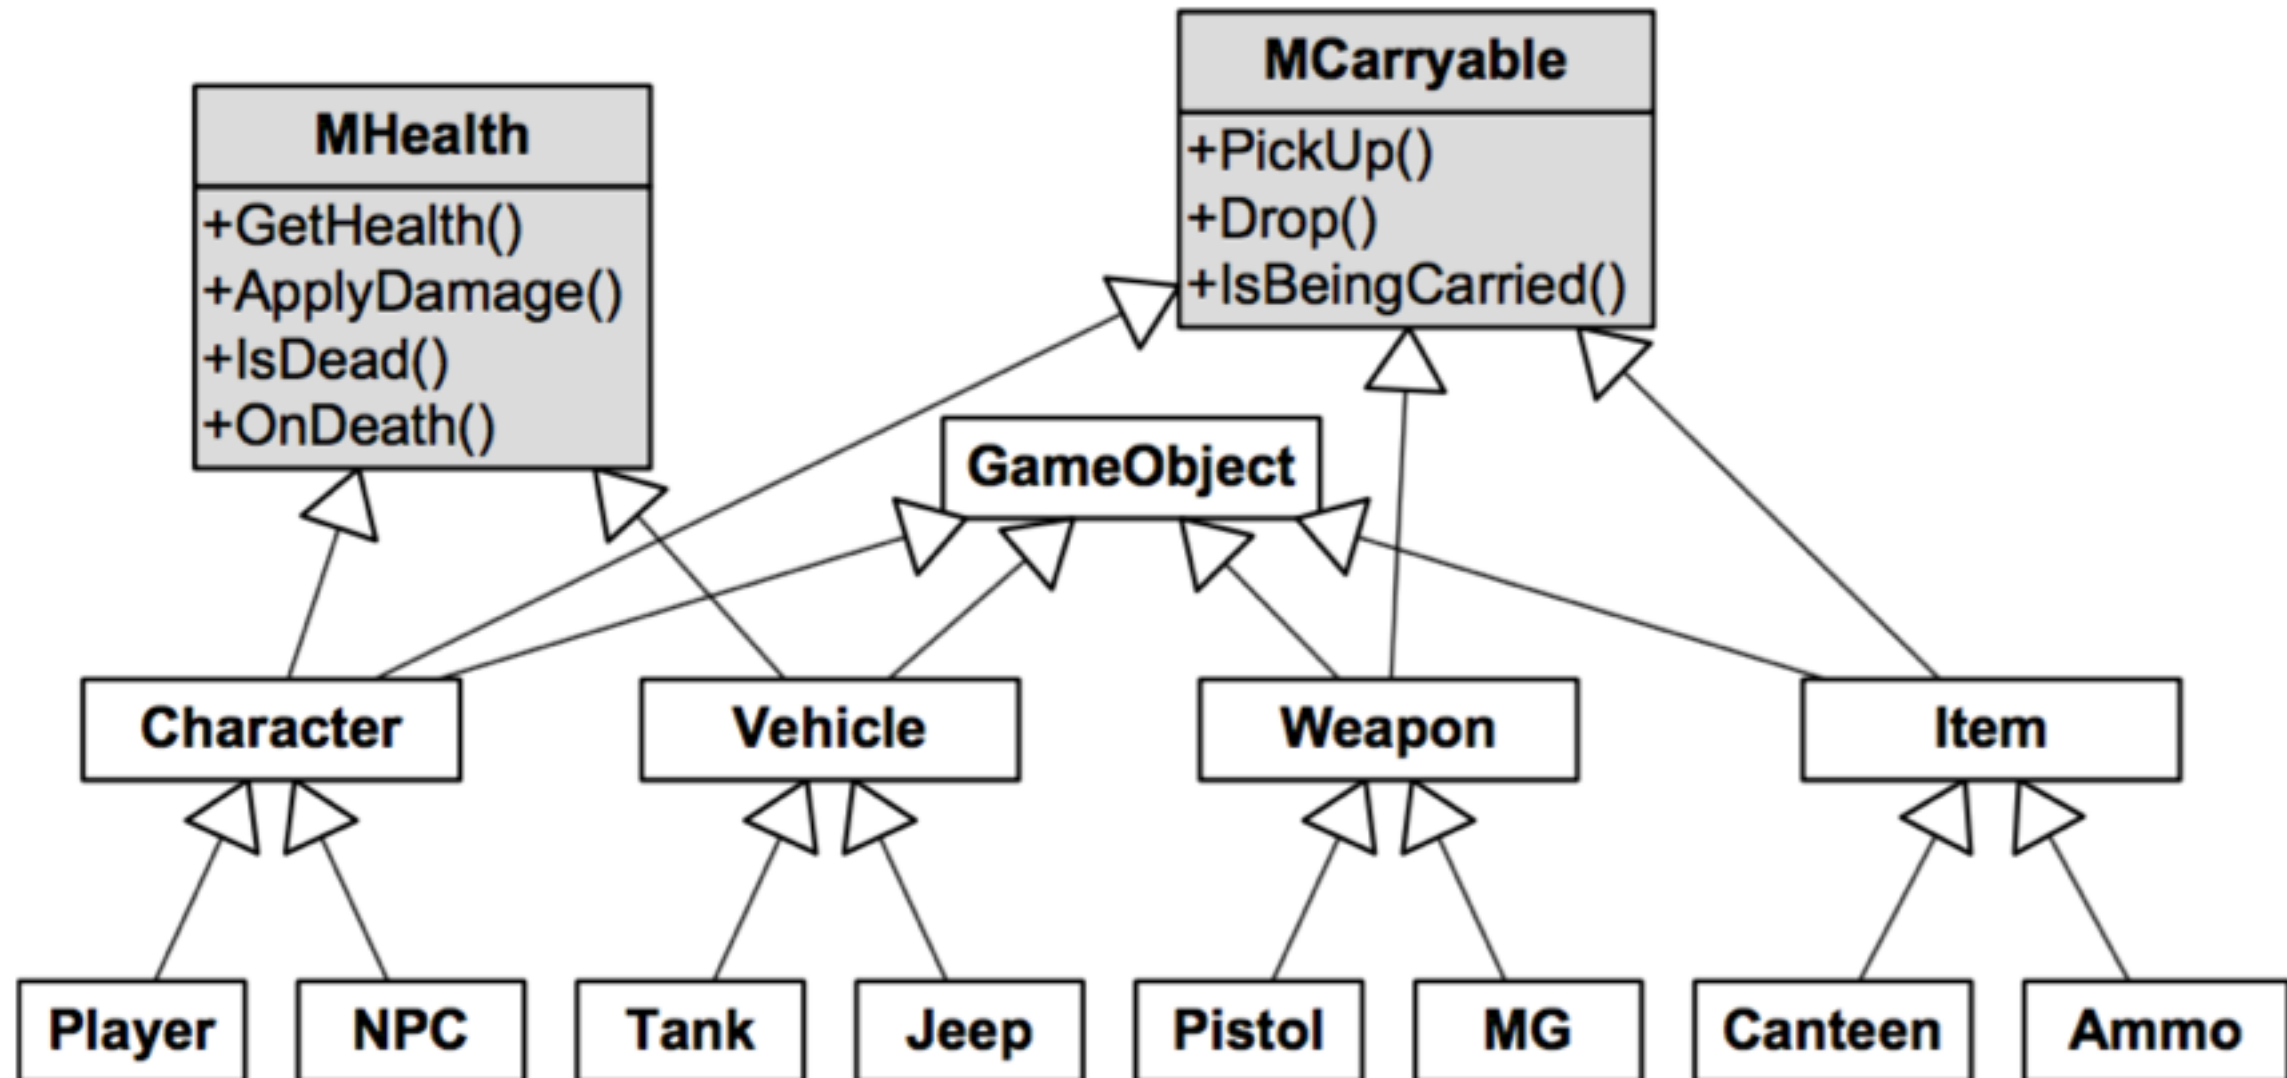 MCarryable
+PickUp()
+Drop()
+IsBeingCarried()
MHealth
+GetHealth()
+ApplyDamage()
+IsDead()
+OnDeath()
GameObject
Character
Vehicle
Weapon
Item
Player
NPC
Tank
Jeep
Pistol
MG
Canteen
Ammo